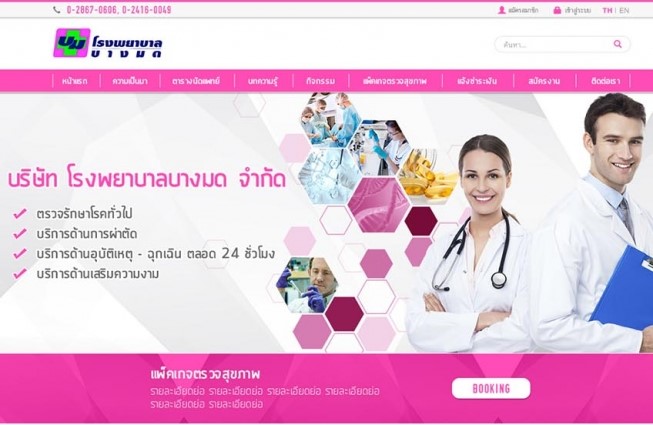 0-2867-0606, 0-2416-0049
สมัครสมาชิก
เข้าสู่ระบบ
TH | EN
บม
โรงพยาบาล
บางมด
ค้นหา...
หน้าแรก
ความเป็นมา
ตารางนัดแพทย์
บทความรู้
กิจกรรม
แพ็คเกจตรวจสุขภาพ
แจ้งชำระเงิน
สมัครงาน
ติดต่อเรา
บริษัท โรงพยาบาลบางมด จำกัด
ตรวจรักษาโรคทั่วไป
บริการด้านการผ่าตัด
บริการด้านอุบัติเหตุ - ฉุกเฉิน ตลอด 24 ชั่วโมง
บริการด้านเสริมความงาม
แพ็คเกจตรวจสุขภาพ
รายละเอียดย่อ รายละเอียดย่อ รายละเอียดย่อ รายละเอียดย่อ
รายละเอียดย่อ รายละเอียดย่อ
BOOKING